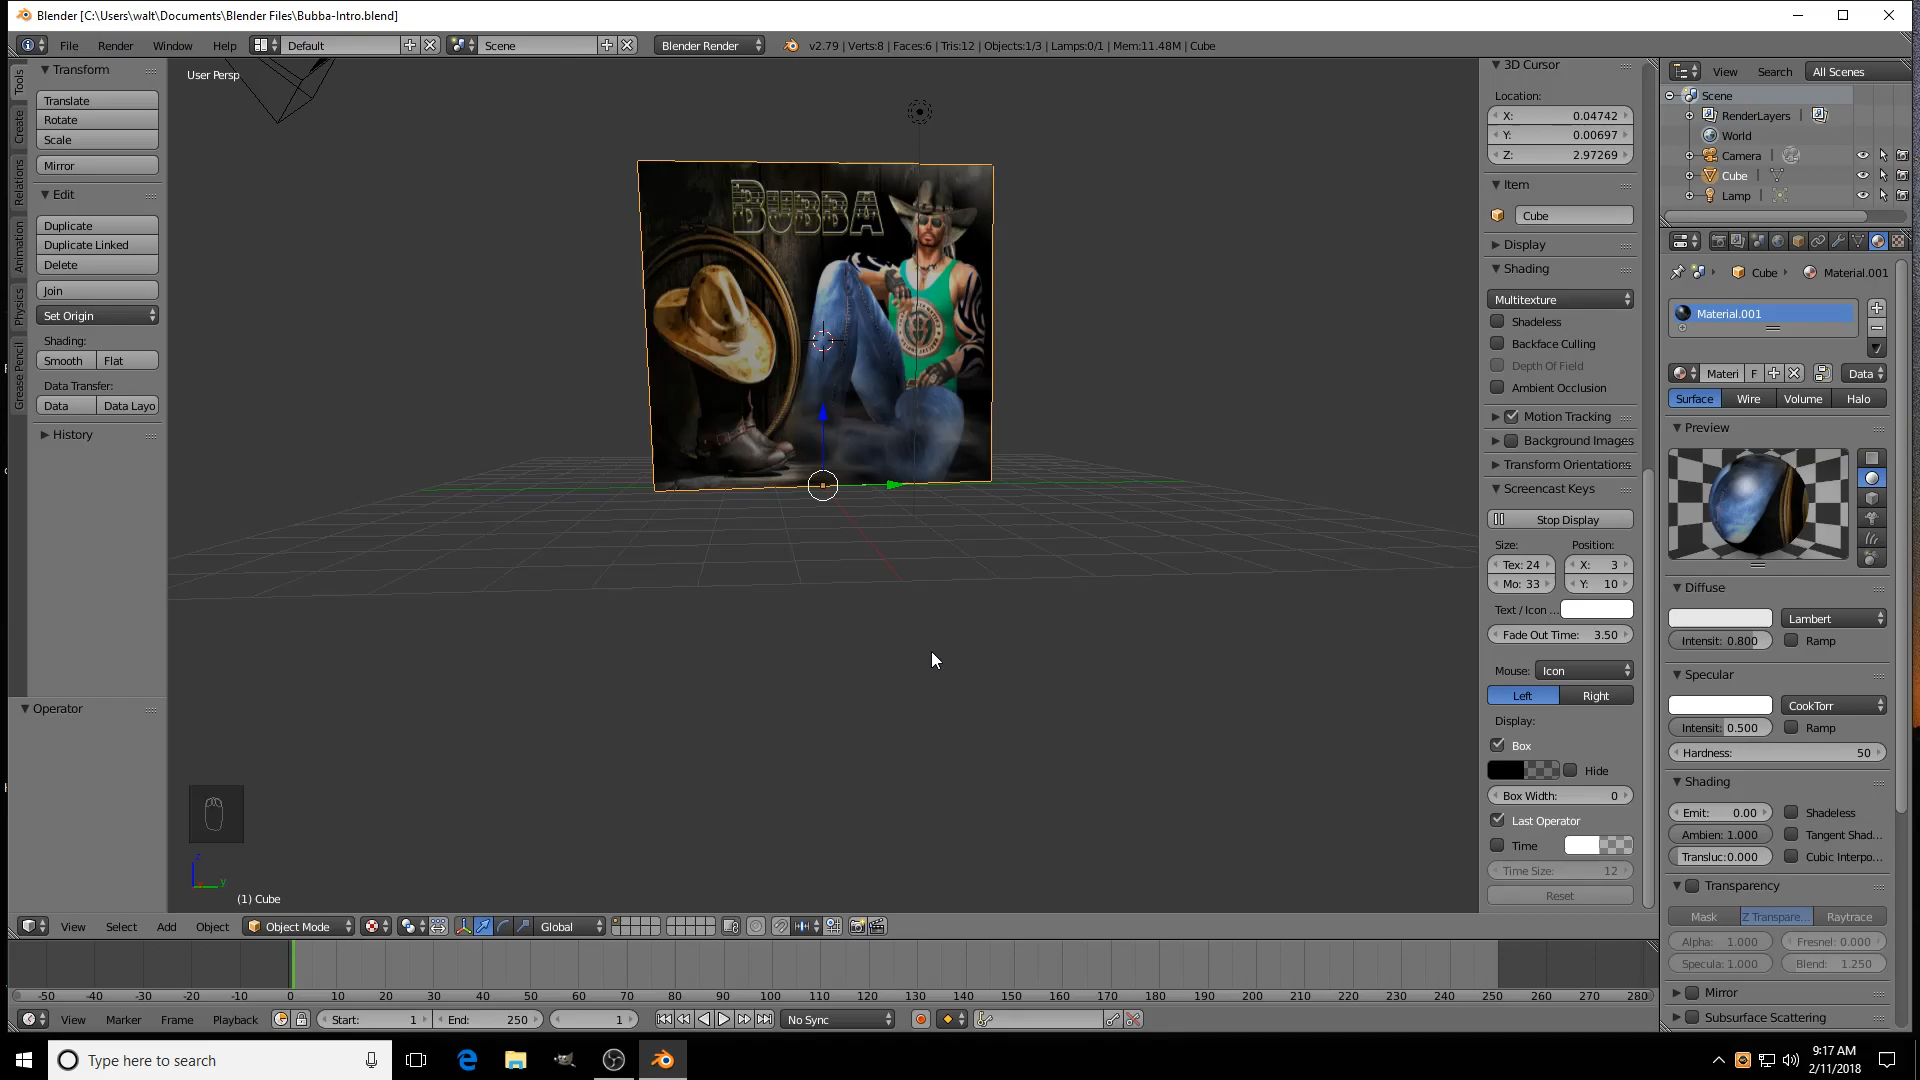 Blender [C:\Users\walt\Documents\Blender Files\Bubba-Intro.blend]
File Render Window Help Default Scene Blender Render v2.79 | Verts:8 | Faces:6 | Tris:12 | Objects:1/3 | Lamps:0/1 | Mem:11.48M | Cube
Tools
Create
Relations
Animation
Physics
Grease Pencil
Transform
Translate
Rotate
Scale
Mirror
Edit
Duplicate
Duplicate Linked
Delete
Join
Set Origin
Shading:
Smooth Flat
Data Transfer:
Data Data Layo
History
Operator
User Persp
BUBBA
(1) Cube
3D Cursor
Location:
X: 0.04742
Y: 0.00697
Z: 2.97269
Item
Cube
Display
Shading
Multitexture
Shadeless
Backface Culling
Depth Of Field
Ambient Occlusion
Motion Tracking
Background Images
Transform Orientations
Screencast Keys
Stop Display
Size: Position:
Tex: 24 X: 3
Mo: 33 Y: 10
Text / Icon ...
Fade Out Time: 3.50
Mouse: Icon
Left Right
Display:
Box
Hide
Box Width: 0
Last Operator
Time
Time Size: 12
Reset
View Search All Scenes
Scene
RenderLayers
World
Camera
Cube
Lamp
Cube Material.001
Material.001
Materi F Data
Surface Wire Volume Halo
Preview
Diffuse
Lambert
Intensit: 0.800 Ramp
Specular
CookTorr
Intensit: 0.500 Ramp
Hardness: 50
Shading
Emit: 0.00 Shadeless
Ambien: 1.000 Tangent Shad...
Transluc:0.000 Cubic Interpo...
Transparency
Mask Z Transpare... Raytrace
Alpha: 1.000 Fresnel: 0.000
Specula: 1.000 Blend: 1.250
Mirror
Subsurface Scattering
View Select Add Object Object Mode Global
-50 -40 -30 -20 -10 0 10 20 30 40 50 60 70 80 90 100 110 120 130 140 150 160 170 180 190 200 210 220 230 240 250 260 270 280
View Marker Frame Playback Start: 1 End: 250 1 No Sync
Type here to search
9:17 AM
2/11/2018